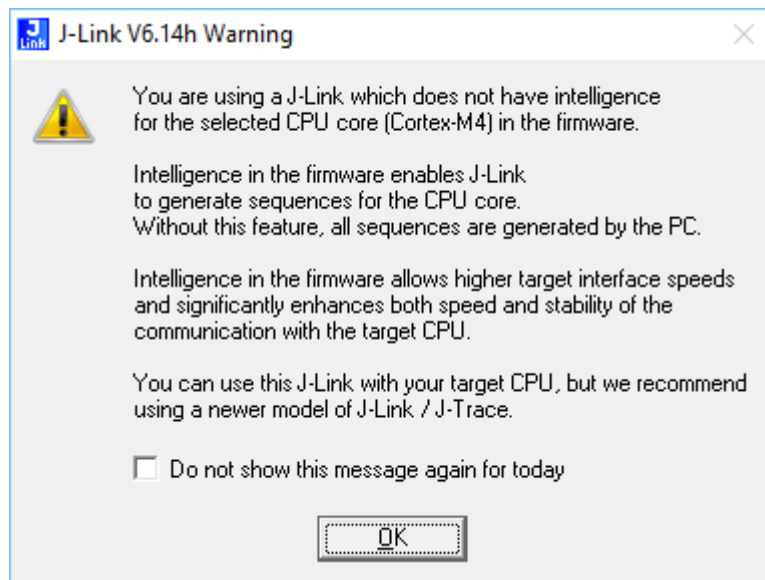 J-Link V6.14h Warning
You are using a J-Link which does not have intelligence
for the selected CPU core (Cortex-M4) in the firmware.
Intelligence in the firmware enables J-Link
to generate sequences for the CPU core.
Without this feature, all sequences are generated by the PC.
Intelligence in the firmware allows higher target interface speeds
and significantly enhances both speed and stability of the
communication with the target CPU.
You can use this J-Link with your target CPU, but we recommend
using a newer model of J-Link / J-Trace.
Do not show this message again for today
OK